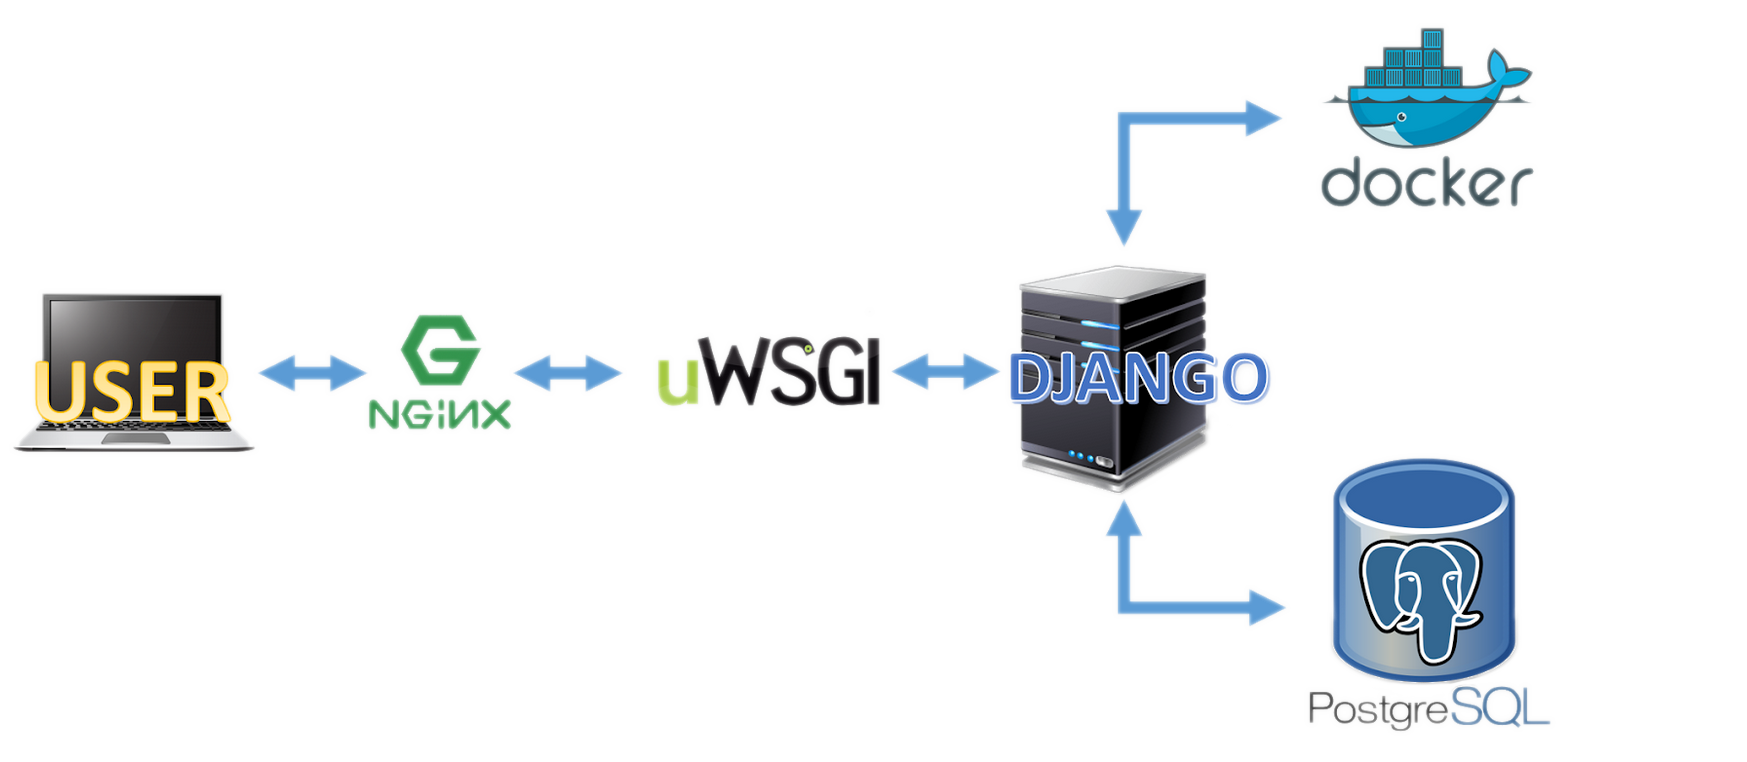 USER
NGiNX
uWSGI
DJANGO
docker
PostgreSQL